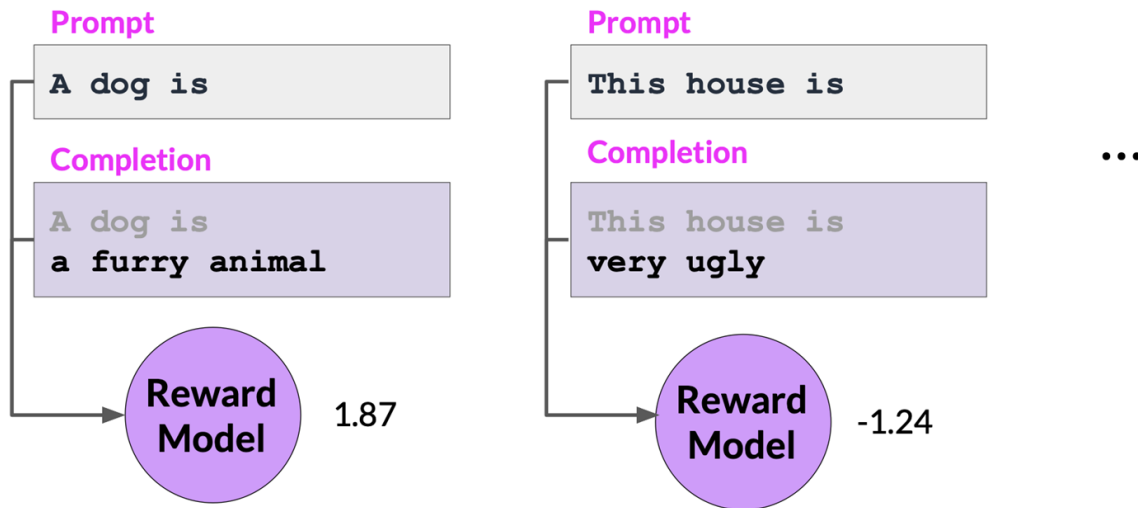 Prompt
A dog is
Completion
A dog is
a furry animal
Reward
Model
1.87
Prompt
This house is
Completion
This house is
very ugly
Reward
Model
-1.24
...